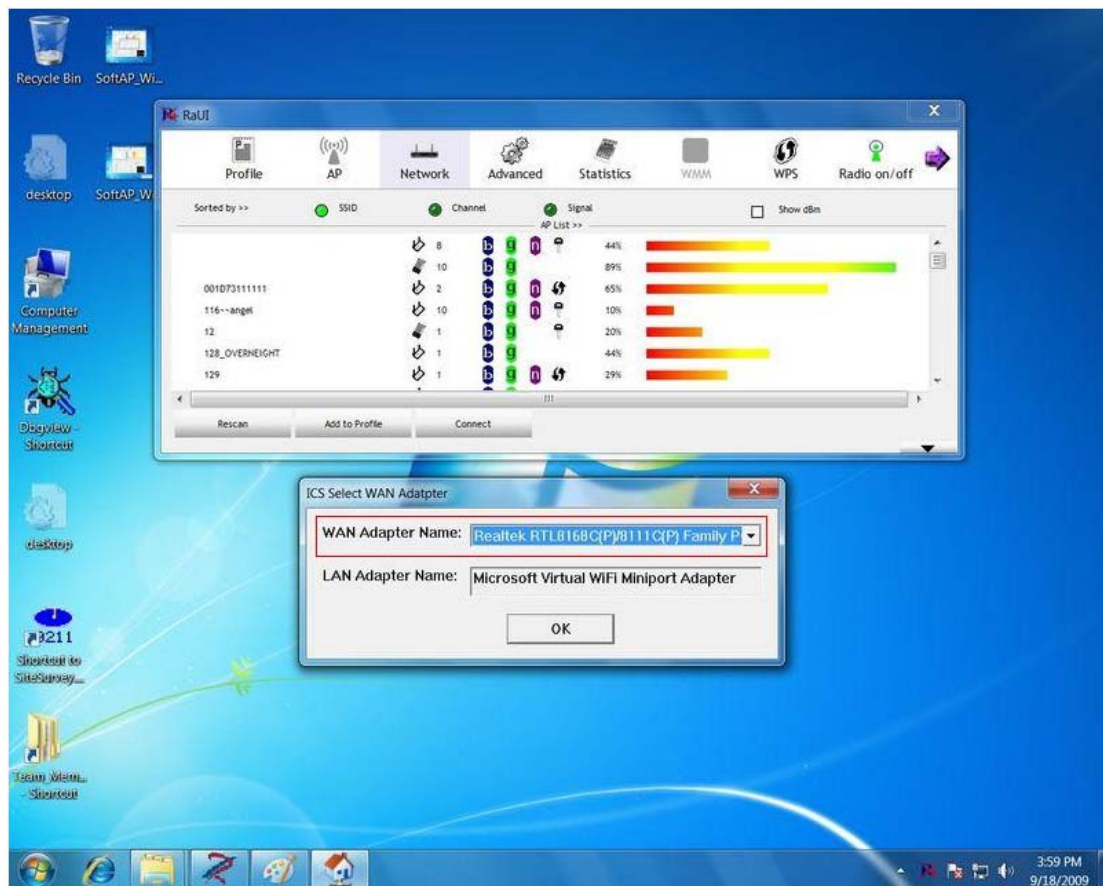 Recycle Bin
SoftAP_Wi...
desktop
SoftAP_W
Computer
Management
Dbgview -
Shortcut
desktop
Shortcut to
SiteSurvey...
Team_Mem...
- Shortcut
RaUI
Profile
AP
Network
Advanced
Statistics
WMM
WPS
Radio on/off
Sorted by >>
SSID
Channel
Signal
Show dBm
AP List >>
8 b g n 44%
10 b g 89%
001D73111111 2 b g n 65%
116~~angel 10 b g n 10%
12 1 b g 20%
128_OVERNEIGHT 1 b g 44%
129 1 b g n 29%
Rescan
Add to Profile
Connect
ICS Select WAN Adatpter
WAN Adapter Name: Realtek RTL8168C(P)/8111C(P) Family P
LAN Adapter Name: Microsoft Virtual WiFi Miniport Adapter
OK
3:59 PM
9/18/2009